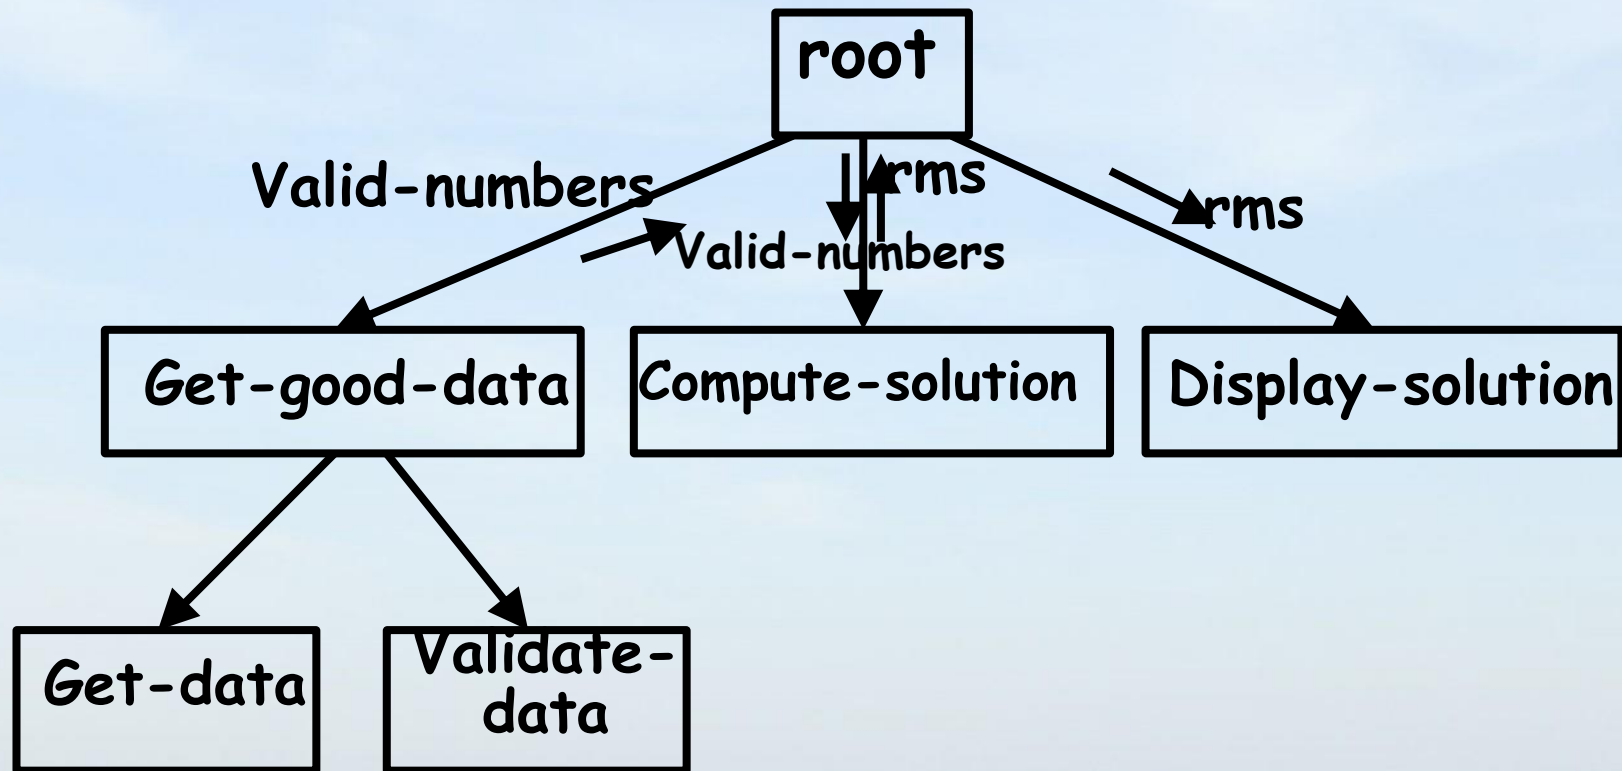 root
Valid-numbers
rms
rms
Valid-numbers
Get-good-data
Compute-solution
Display-solution
Get-data
Validate-
data